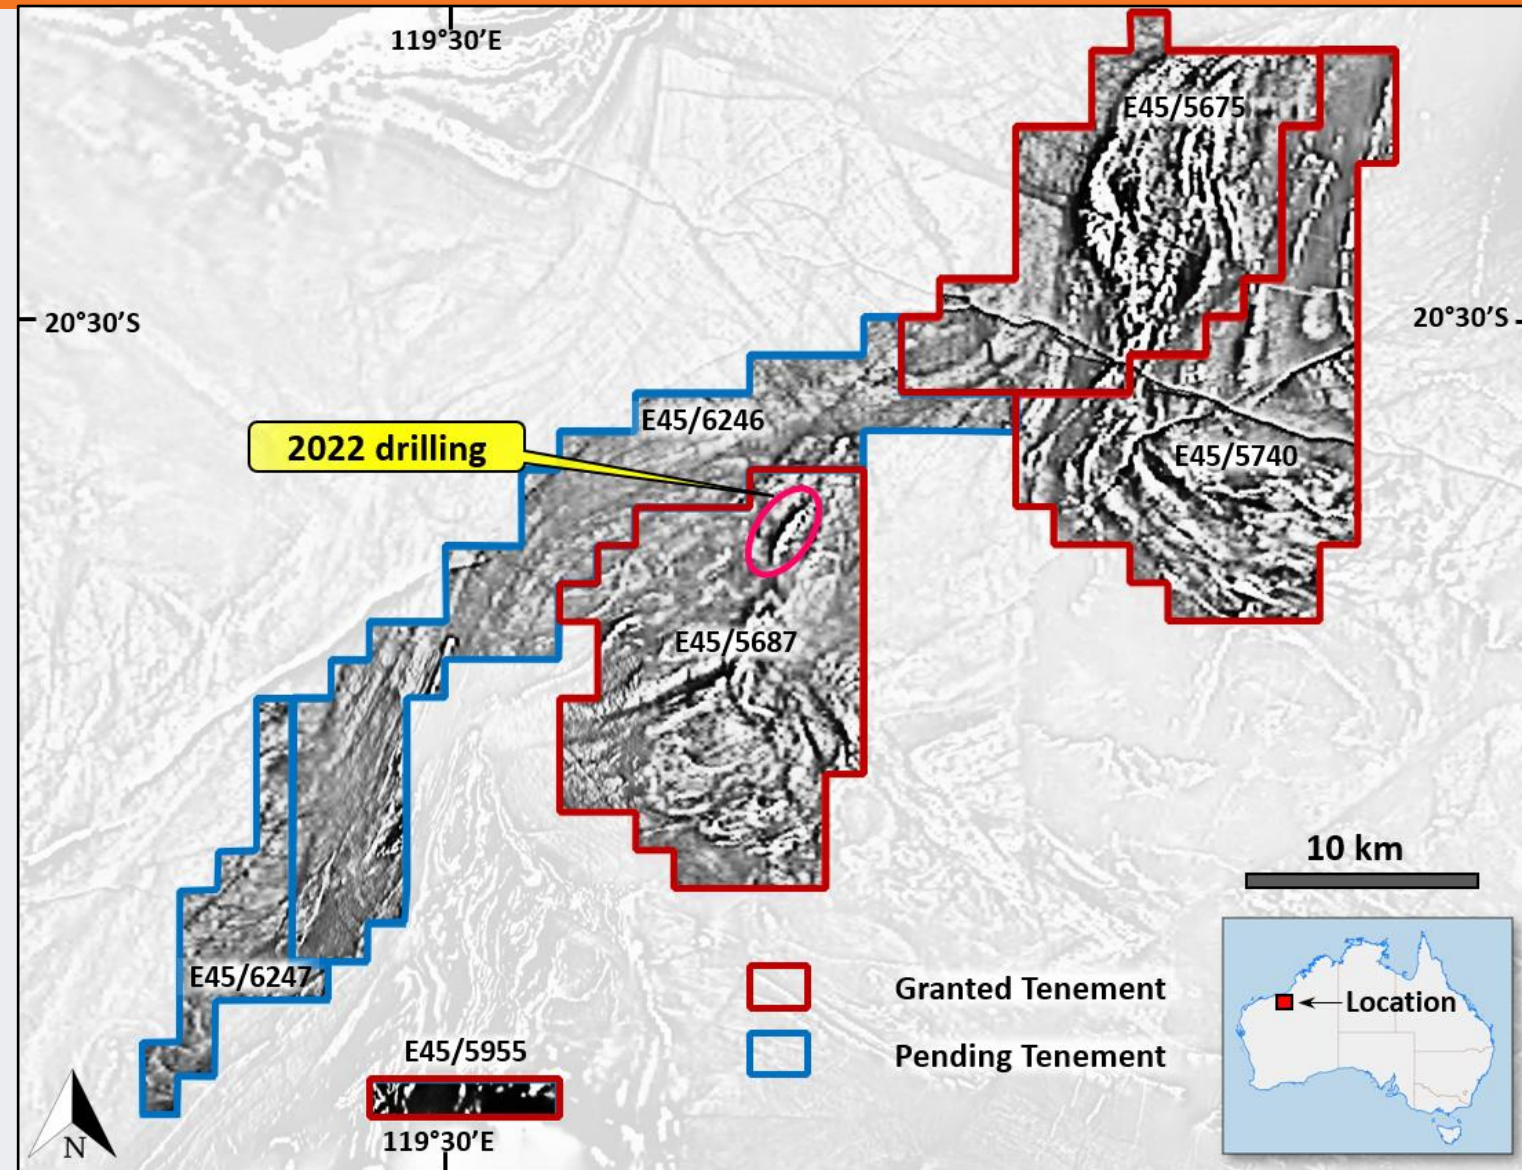 119°30’E
E45/5675
20°30’S
20°30’S
E45/6246
2022 drilling
E45/5740
E45/5687
10 km
E45/6247
Granted Tenement
Location
E45/5955
Pending Tenement
119°30’E
N